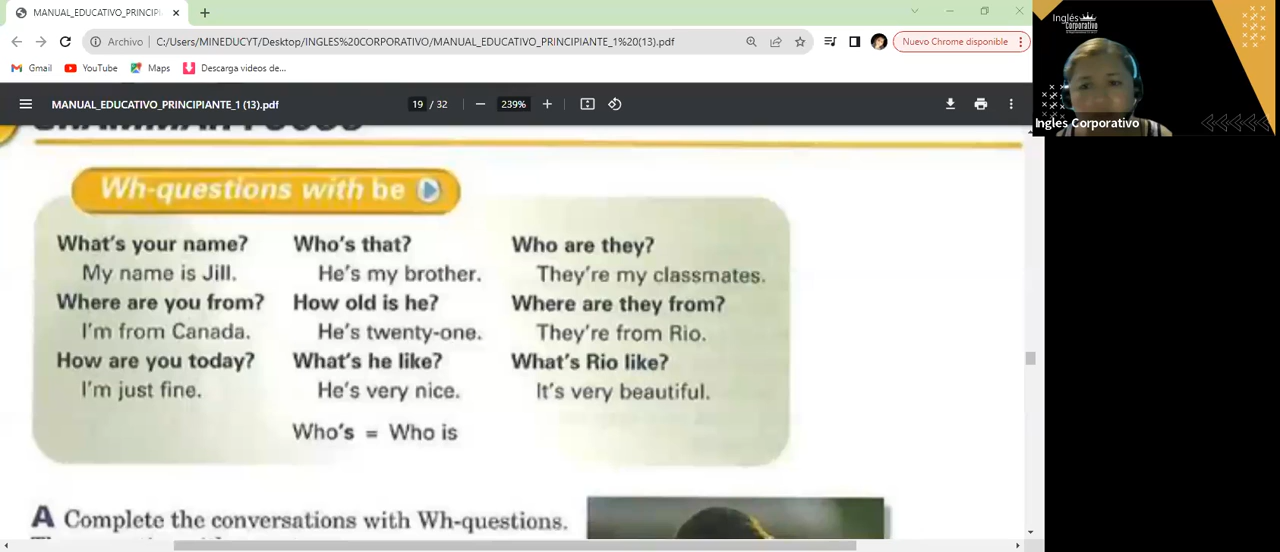 MANUAL_EDUCATIVO_PRINCIPI
Archivo
C:/Users/MINEDUCYT/Desktop/INGLES%20CORPORATIVO/MANUAL_EDUCATIVO_PRINCIPIANTE_1%20(13).pdf
Nuevo Chrome disponible
Gmail
YouTube
Maps
Descarga videos de...
MANUAL_EDUCATIVO_PRINCIPIANTE_1 (13).pdf
19 / 32
239%
GRAMMAR FOCUS
Wh-questions with be
What's your name?
My name is Jill.
Where are you from?
I'm from Canada.
How are you today?
I'm just fine.
Who's that?
He's my brother.
How old is he?
He's twenty-one.
What's he like?
He's very nice.
Who's = Who is
Who are they?
They're my classmates.
Where are they from?
They're from Rio.
What's Rio like?
It's very beautiful.
A Complete the conversations with Wh-questions.
Inglés
Corporativo
Ingles Corporativo